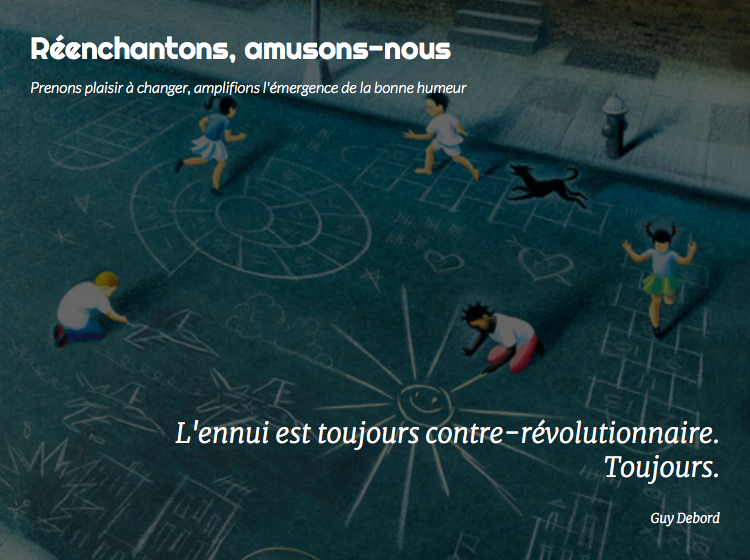 Réenchantons, amusons-nous
Prenons plaisir à changer, amplifions l'émergence de la bonne humeur
L'ennui est toujours contre-révolutionnaire.
Toujours.
Guy Debord